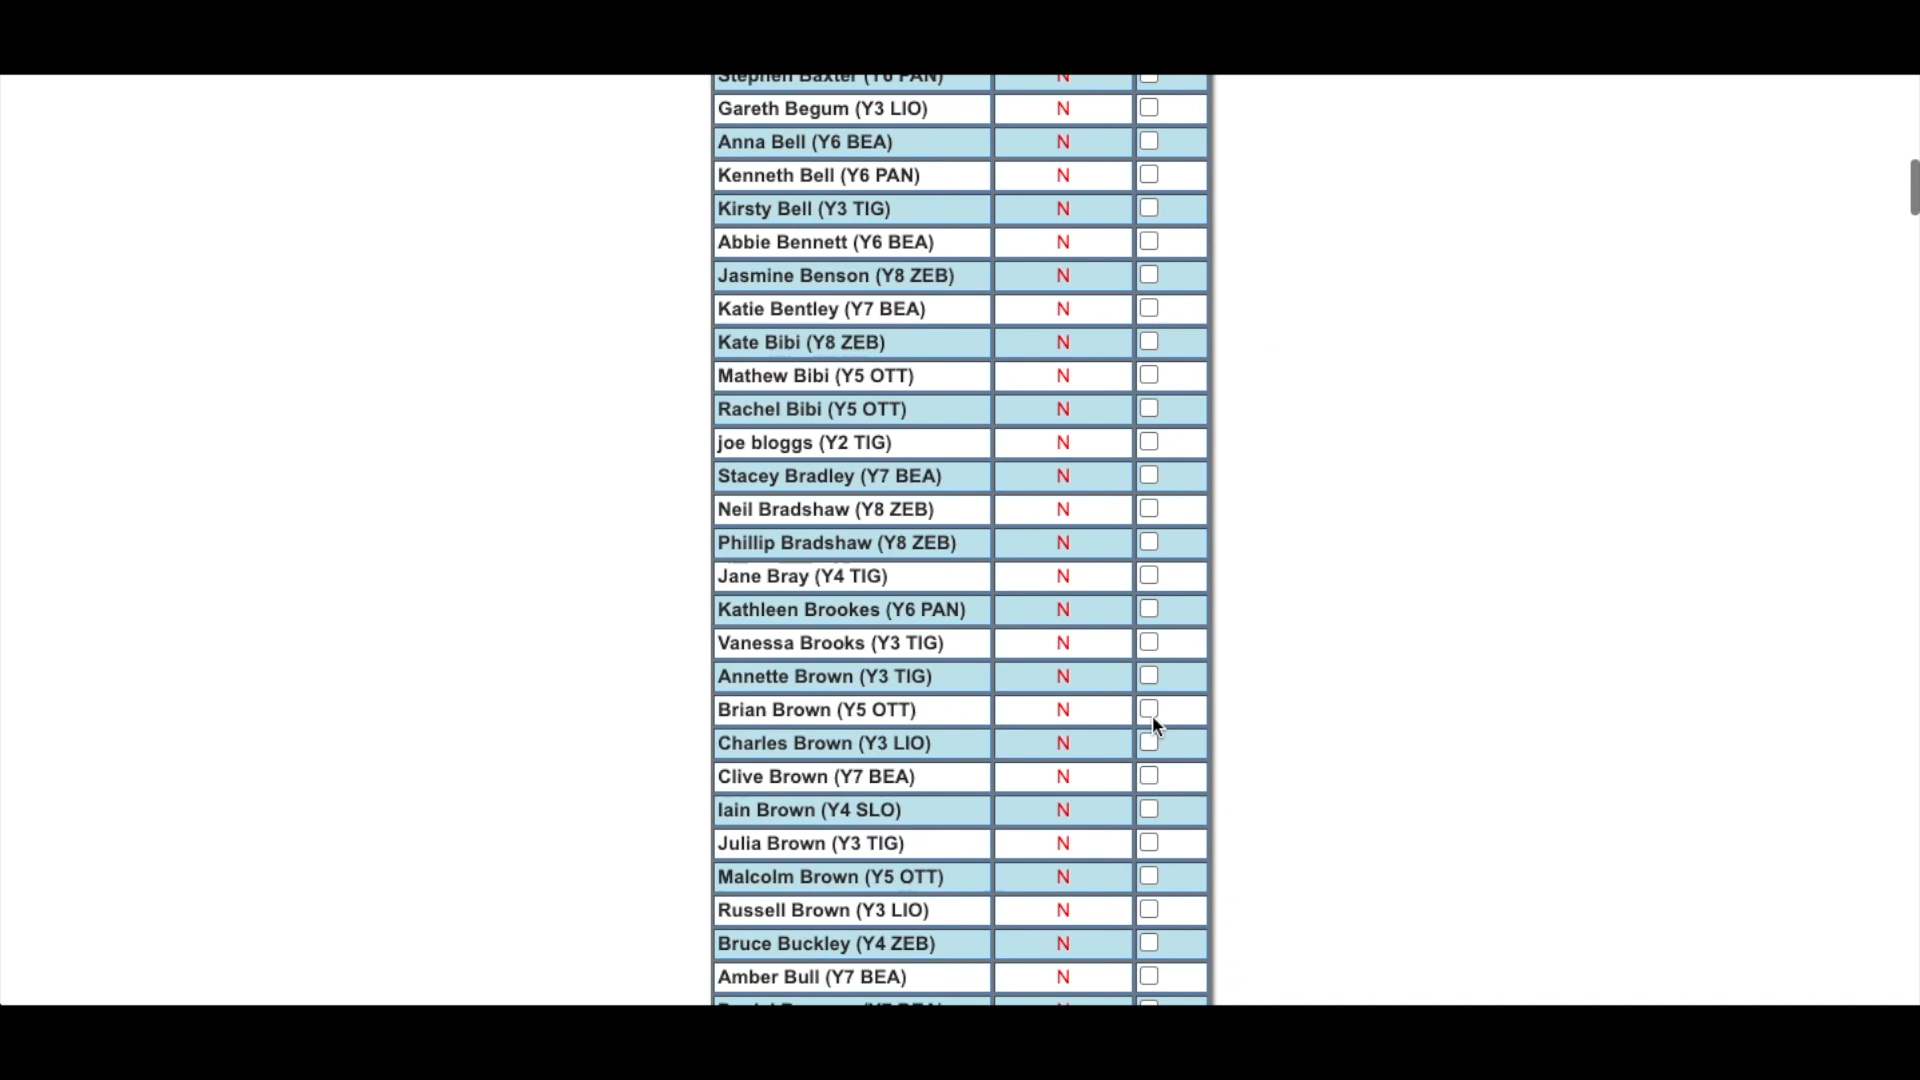 Stephen Baxter (Y6 PAN) N
Gareth Begum (Y3 LIO) N
Anna Bell (Y6 BEA) N
Kenneth Bell (Y6 PAN) N
Kirsty Bell (Y3 TIG) N
Abbie Bennett (Y6 BEA) N
Jasmine Benson (Y8 ZEB) N
Katie Bentley (Y7 BEA) N
Kate Bibi (Y8 ZEB) N
Mathew Bibi (Y5 OTT) N
Rachel Bibi (Y5 OTT) N
joe bloggs (Y2 TIG) N
Stacey Bradley (Y7 BEA) N
Neil Bradshaw (Y8 ZEB) N
Phillip Bradshaw (Y8 ZEB) N
Jane Bray (Y4 TIG) N
Kathleen Brookes (Y6 PAN) N
Vanessa Brooks (Y3 TIG) N
Annette Brown (Y3 TIG) N
Brian Brown (Y5 OTT) N
Charles Brown (Y3 LIO) N
Clive Brown (Y7 BEA) N
Iain Brown (Y4 SLO) N
Julia Brown (Y3 TIG) N
Malcolm Brown (Y5 OTT) N
Russell Brown (Y3 LIO) N
Bruce Buckley (Y4 ZEB) N
Amber Bull (Y7 BEA) N